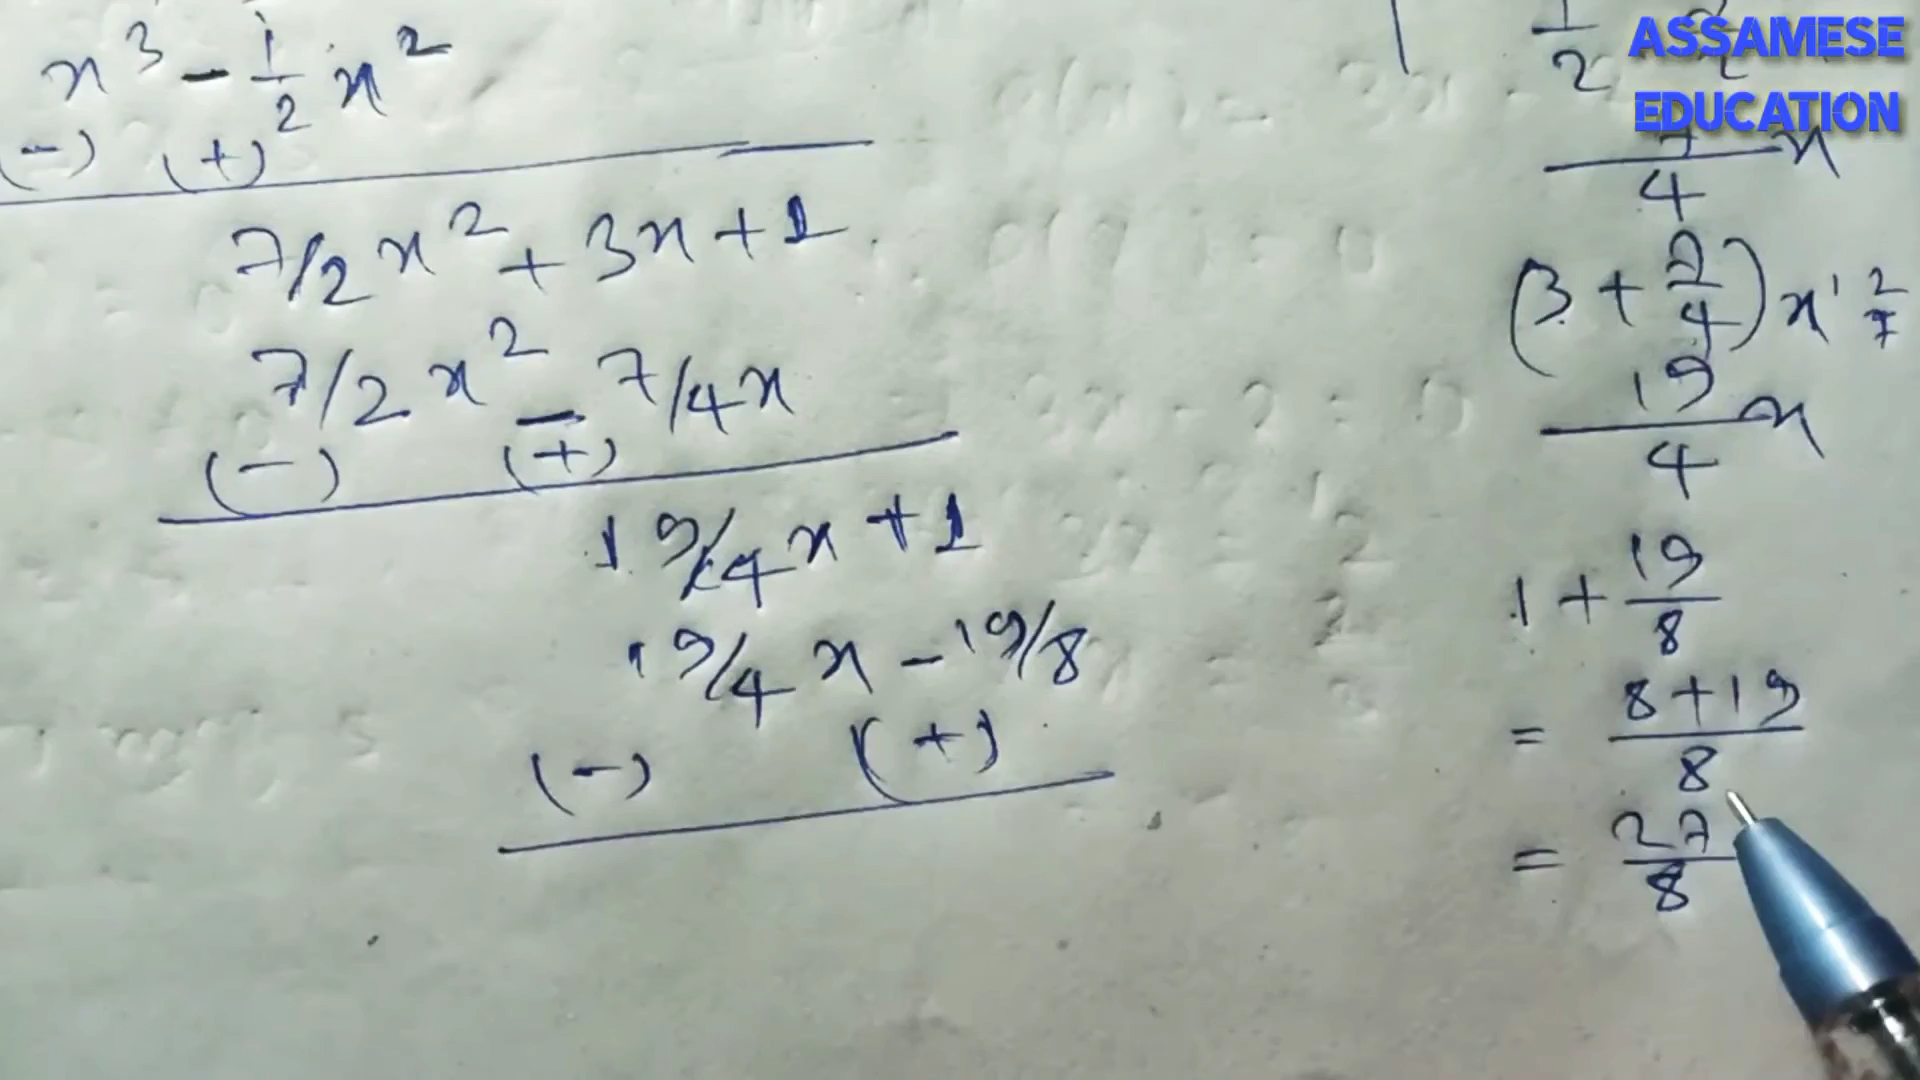 x³ - 1/2 x²
(-) (+)
7/2 x² + 3x + 1
7/2 x² - 7/4 x
(-) (+)
19/4 x + 1
19/4 x - 19/8
(-) (+)
ASSAMESE
EDUCATION
1/2
7/4 x
(3 + 7/4) x
19/4 x
1 + 19/8
= 8+19/8
= 27/8